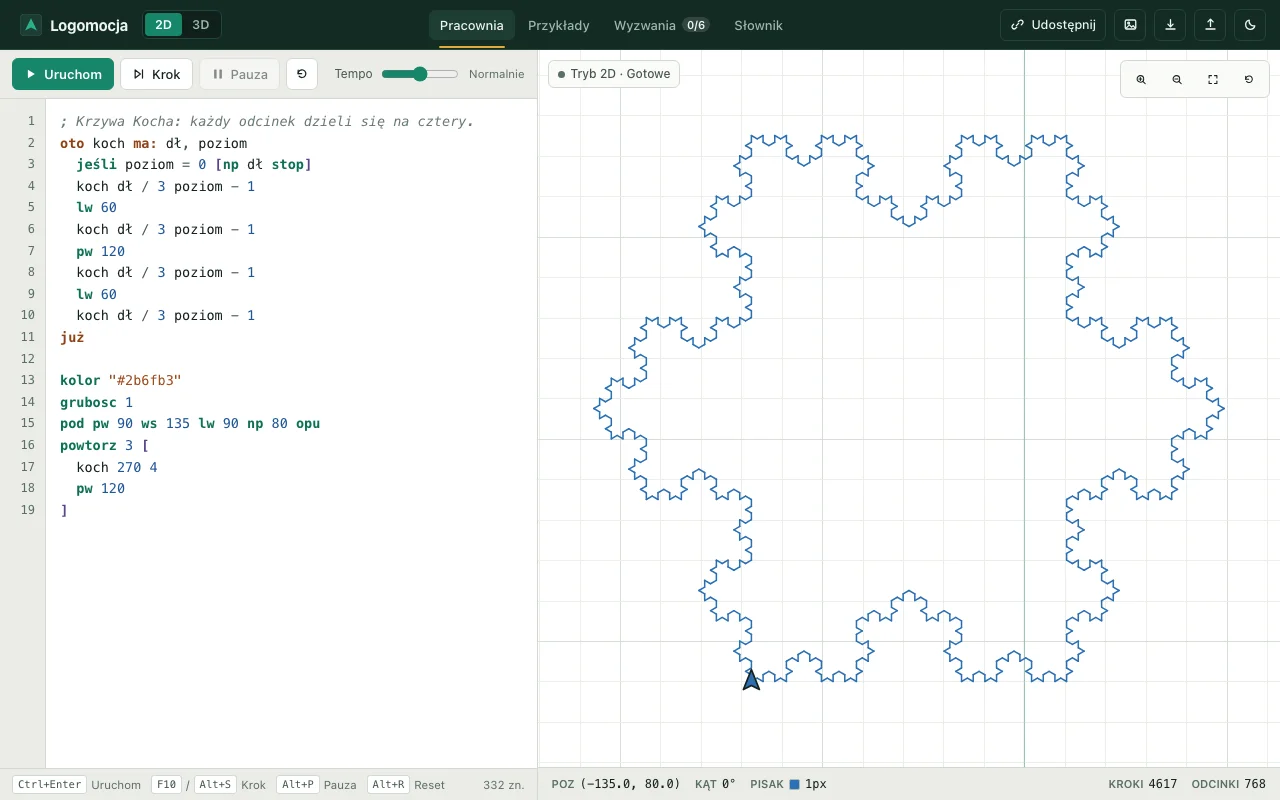 Logomocja 2D 3D Pracownia Przykłady Wyzwania 0/6 Słownik Udostępnij
Uruchom Krok Pauza Tempo Normalnie
Tryb 2D · Gotowe
1 ; Krzywa Kocha: każdy odcinek dzieli się na cztery.
2 oto koch ma: dł, poziom
3 jeśli poziom = 0 [np dł stop]
4 koch dł / 3 poziom − 1
5 lw 60
6 koch dł / 3 poziom − 1
7 pw 120
8 koch dł / 3 poziom − 1
9 lw 60
10 koch dł / 3 poziom − 1
11 już
12
13 kolor "#2b6fb3"
14 grubosc 1
15 pod pw 90 ws 135 lw 90 np 80 opu
16 powtorz 3 [
17 koch 270 4
18 pw 120
19 ]
Ctrl+Enter Uruchom F10 / Alt+S Krok Alt+P Pauza Alt+R Reset 332 zn.
POZ (−135.0, 80.0) KĄT 0° PISAK 1px KROKI 4617 ODCINKI 768